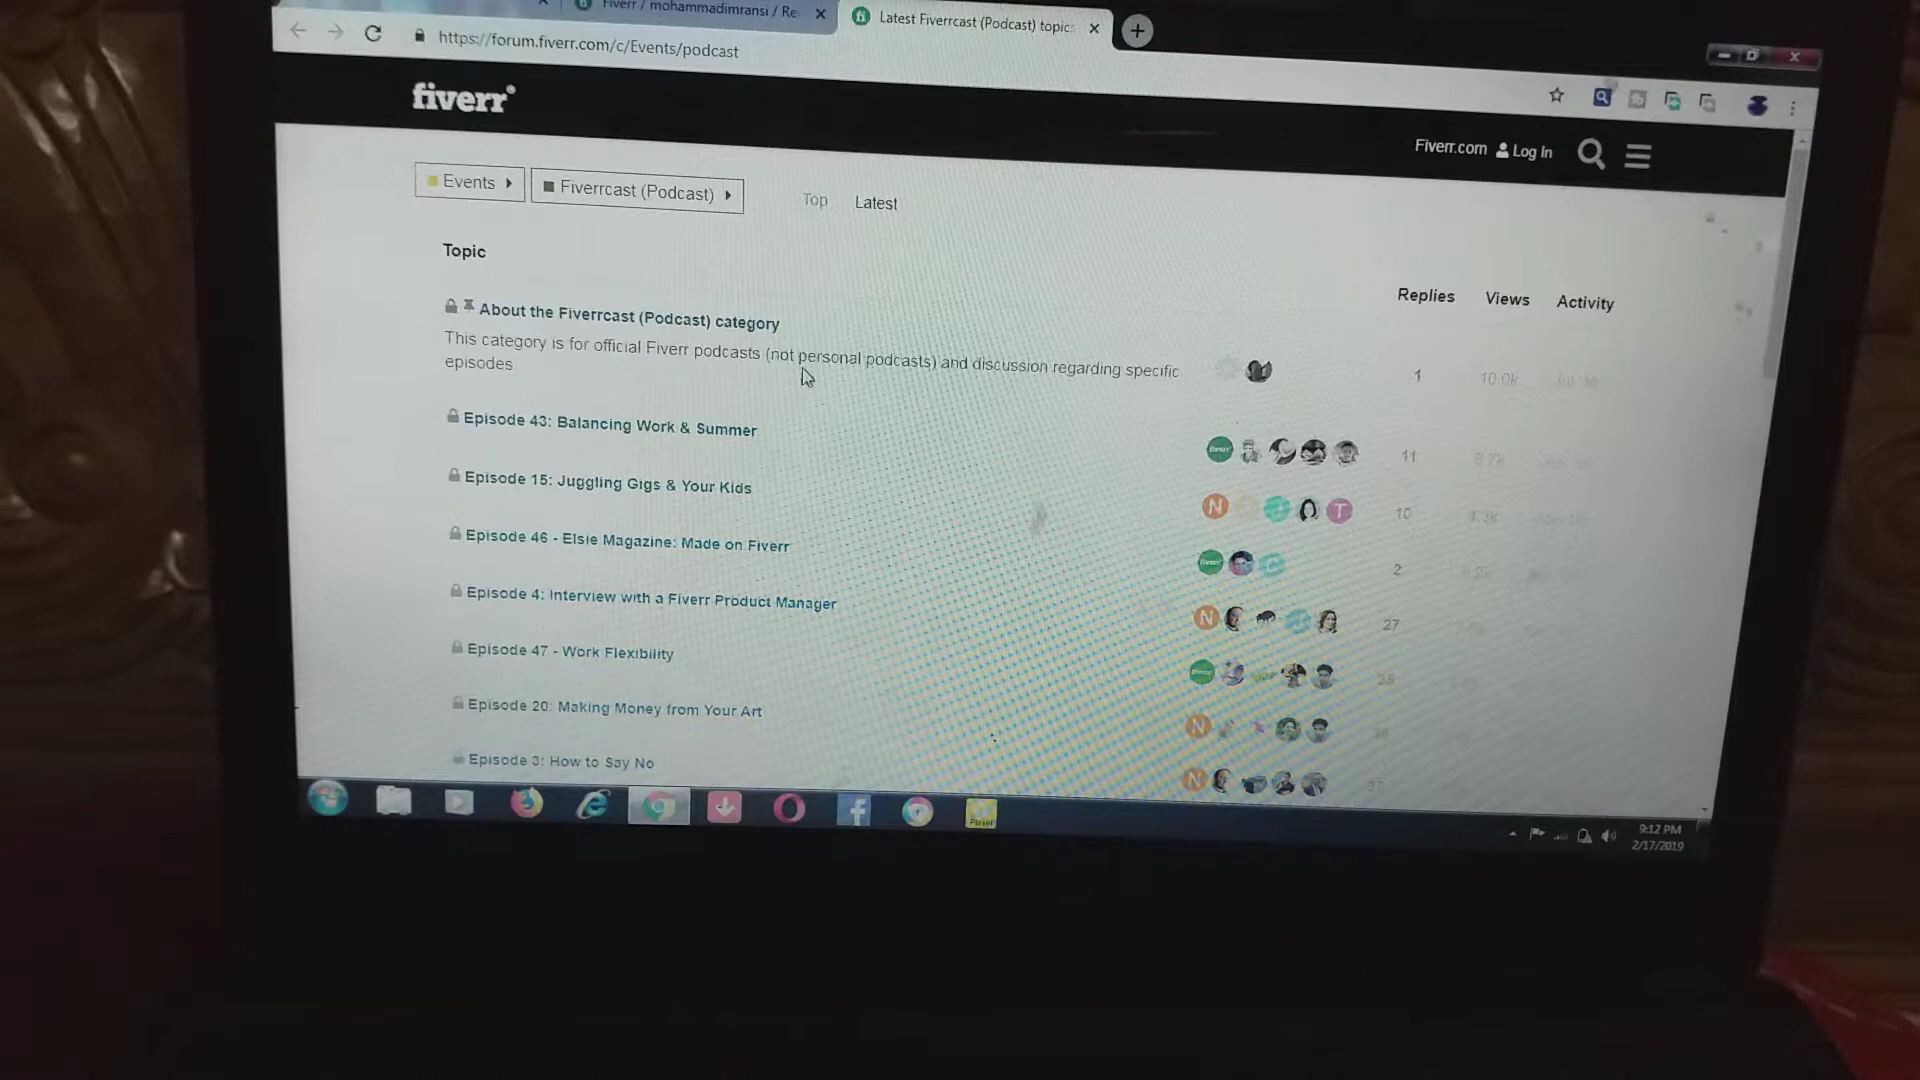 Fiverr / mohammadimransi / Re
Latest Fiverrcast (Podcast) topic
https://forum.fiverr.com/c/Events/podcast
fiverr
Fiverr.com Log In
Events Fiverrcast (Podcast) Top Latest
Topic Replies Views Activity
About the Fiverrcast (Podcast) category
This category is for official Fiverr podcasts (not personal podcasts) and discussion regarding specific
episodes
1 10.0k
Episode 43: Balancing Work & Summer
11
Episode 15: Juggling Gigs & Your Kids
N T 10
Episode 46 - Elsie Magazine: Made on Fiverr
2
Episode 4: Interview with a Fiverr Product Manager
N 27
Episode 47 - Work Flexibility
Episode 20: Making Money from Your Art
N
Episode 3: How to Say No
N
Player
9:12 PM
2/17/2019